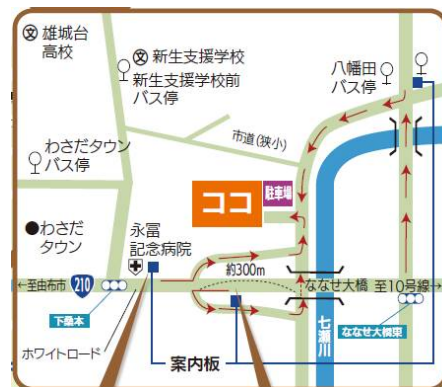 文 雄城台
高校
文 新生支援学校
新生支援学校前
バス停
八幡田
バス停
市道(狭小)
わさだタウン
バス停
ココ
駐車場
●わさだ
タウン
永冨
記念病院
約300m
←至由布市
210
ななせ大橋
至10号線→
下桑本
七瀬川
ななせ大橋東
ホワイトロード
案内板